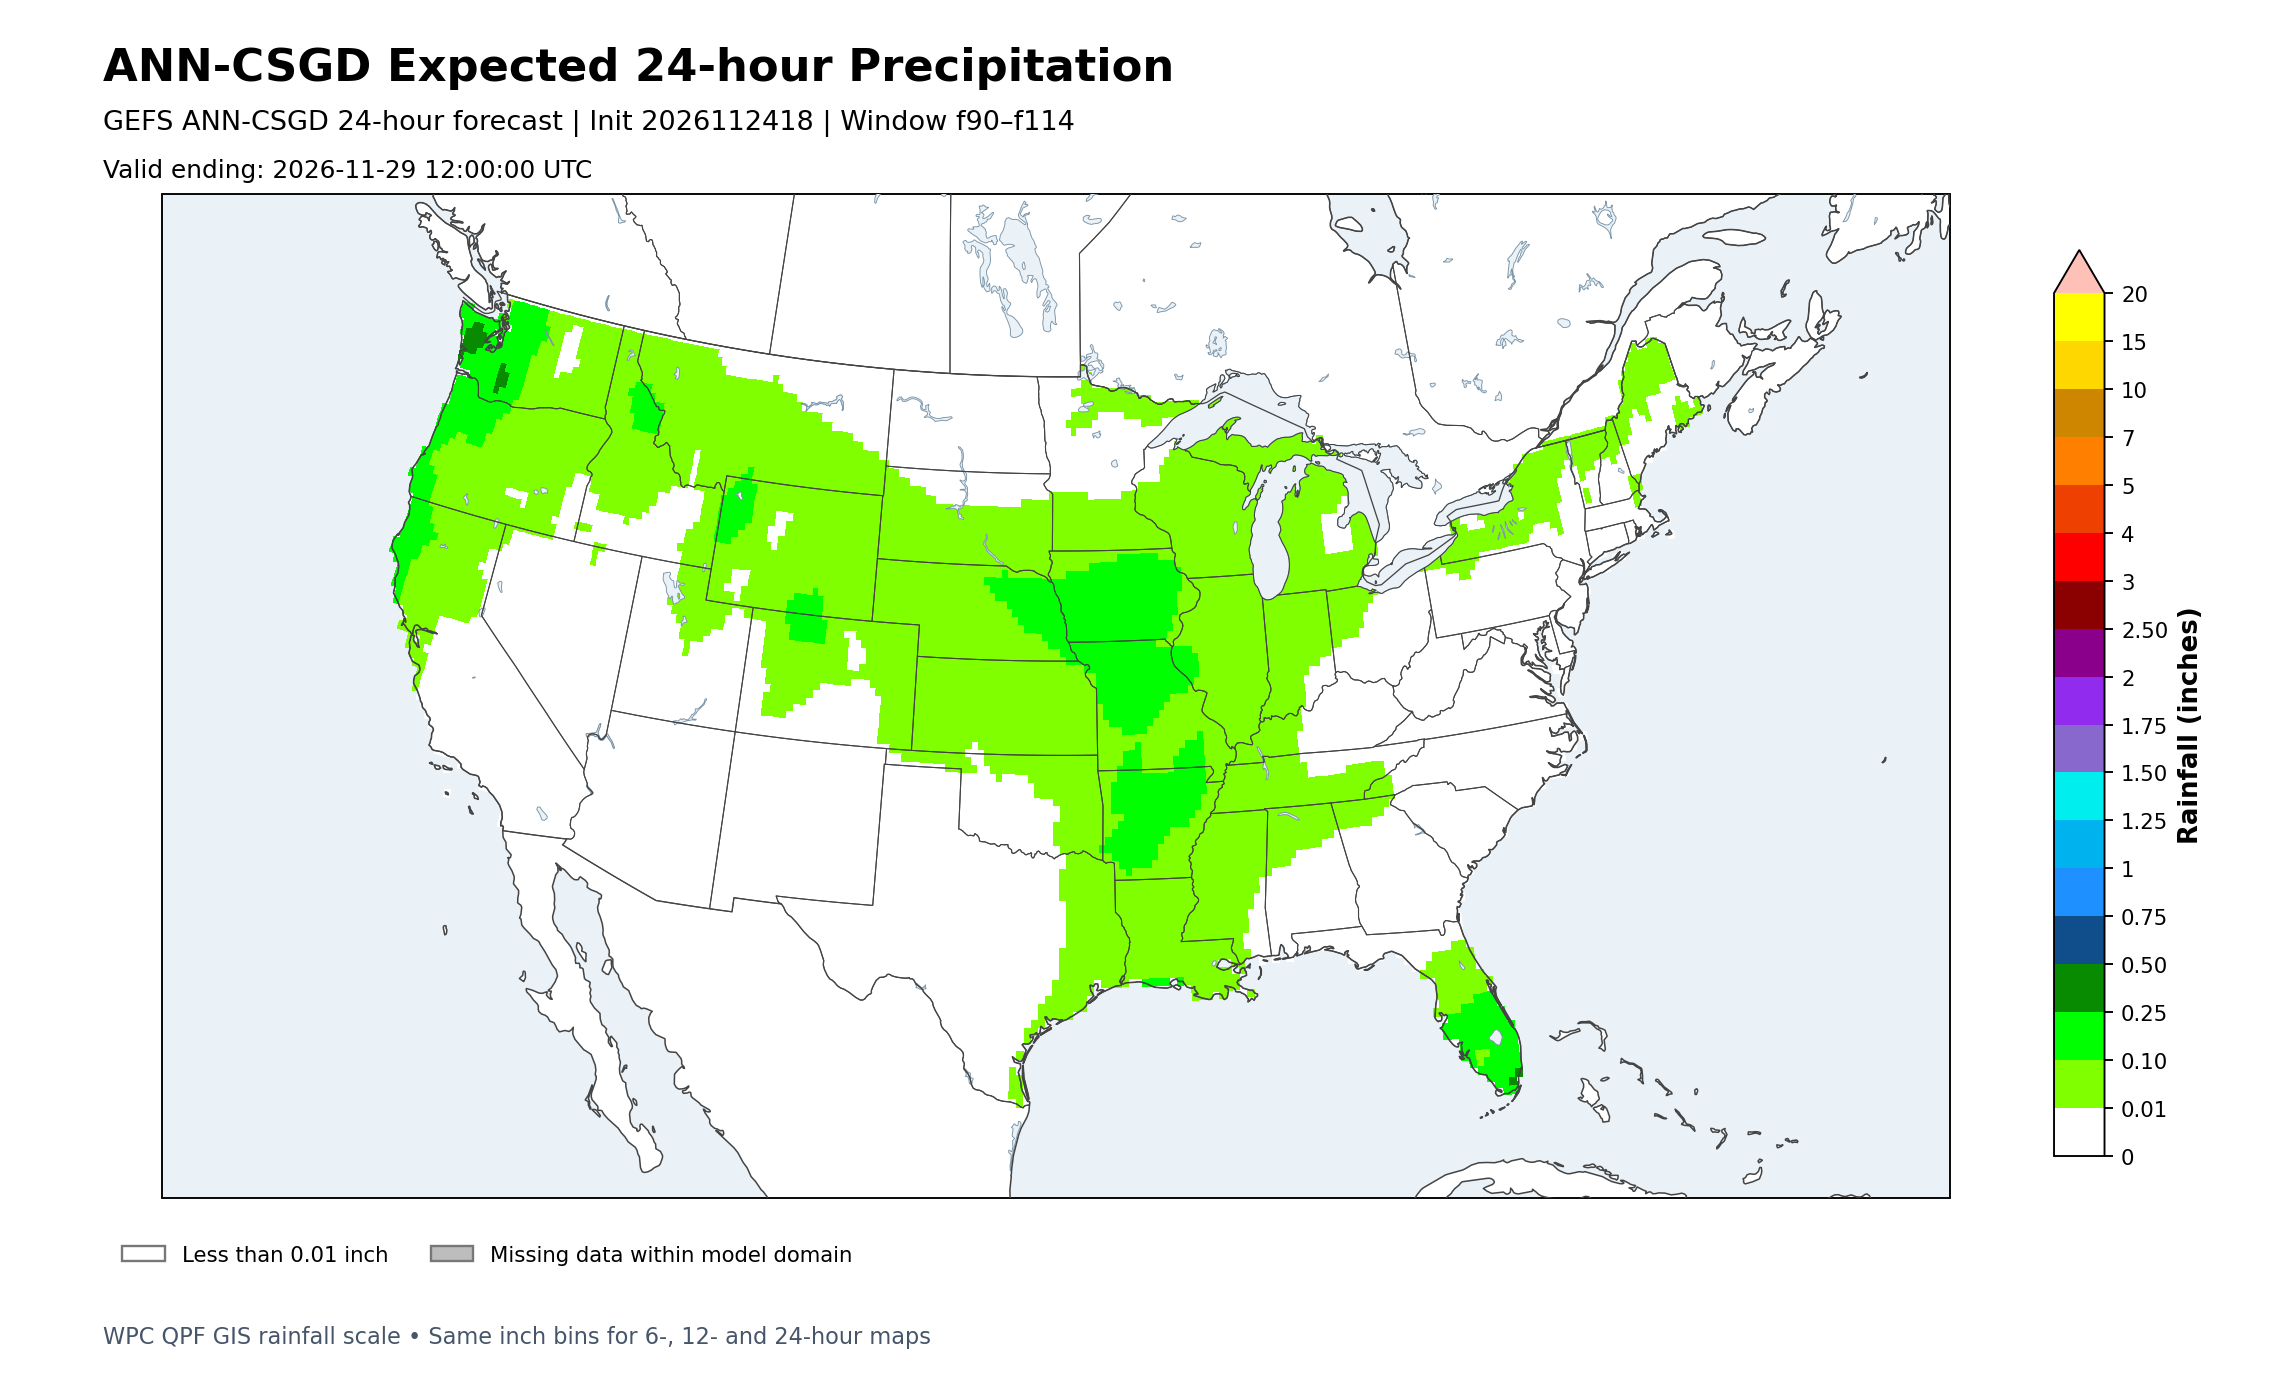 ANN-CSGD Expected 24-hour Precipitation
GEFS ANN-CSGD 24-hour forecast | Init 2026112418 | Window f90–f114
Valid ending: 2026-11-29 12:00:00 UTC
20
15
10
7
5
4
3
2.50
2
1.75
1.50
1.25
1
0.75
0.50
0.25
0.10
0.01
0
Rainfall (inches)
Less than 0.01 inch
Missing data within model domain
WPC QPF GIS rainfall scale • Same inch bins for 6-, 12- and 24-hour maps